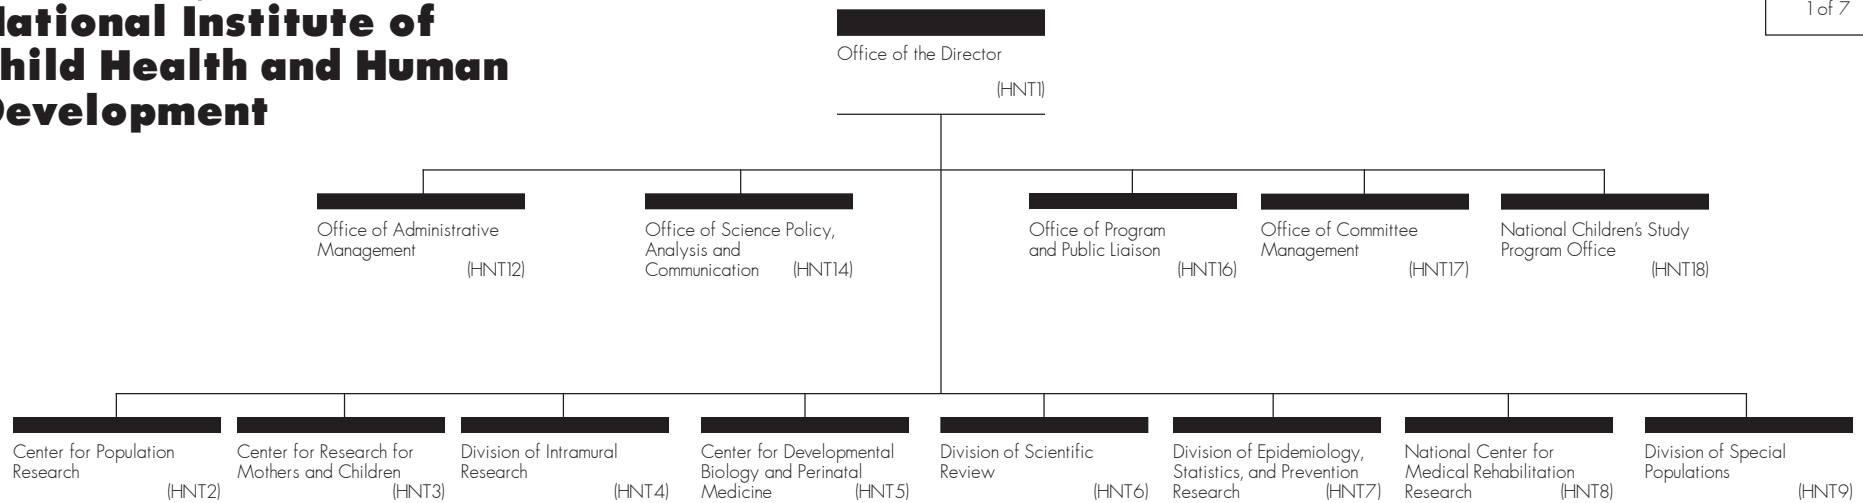 National Institute of
Child Health and Human
Development
1 of 7
Office of the Director
(HNT1)
Office of Administrative
Management
(HNT12)
Office of Science Policy,
Analysis and
Communication (HNT14)
Office of Program
and Public Liaison
(HNT16)
Office of Committee
Management
(HNT17)
National Children's Study
Program Office
(HNT18)
Center for Population
Research
(HNT2)
Center for Research for
Mothers and Children
(HNT3)
Division of Intramural
Research
(HNT4)
Center for Developmental
Biology and Perinatal
Medicine (HNT5)
Division of Scientific
Review
(HNT6)
Division of Epidemiology,
Statistics, and Prevention
Research (HNT7)
National Center for
Medical Rehabilitation
Research (HNT8)
Division of Special
Populations
(HNT9)